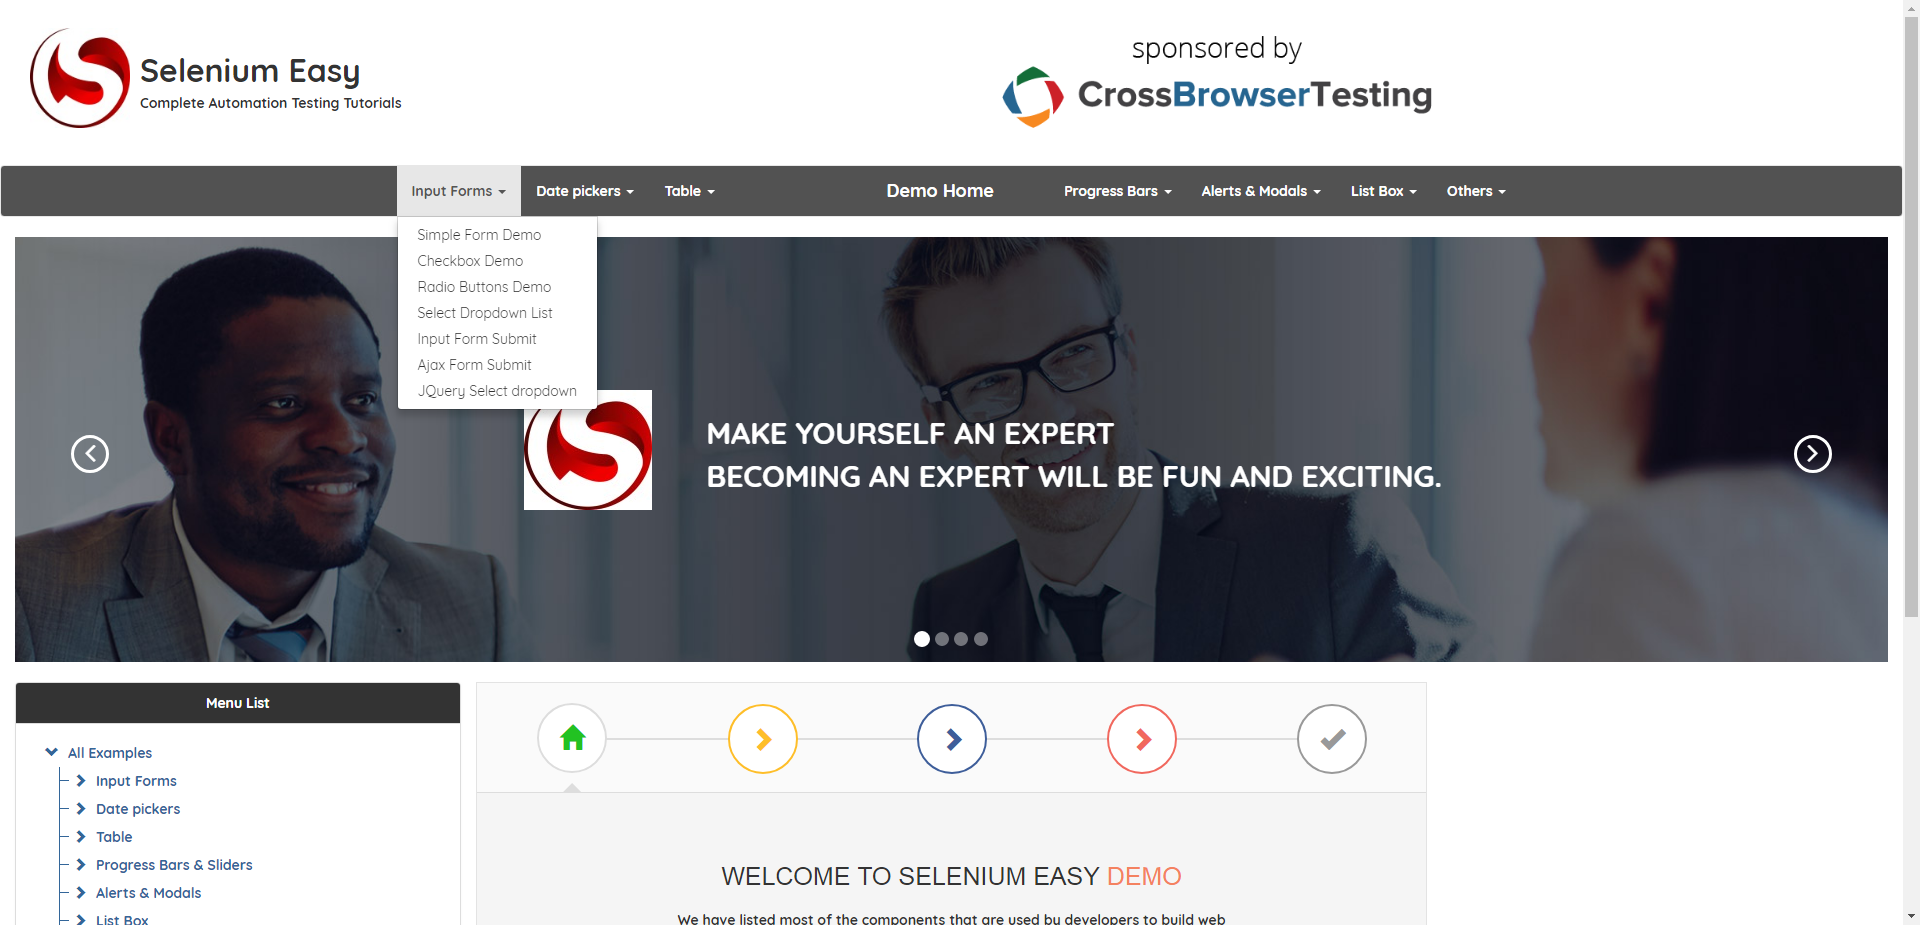 Selenium Easy
Complete Automation Testing Tutorials
sponsored by
CrossBrowserTesting
Input Forms
Date pickers
Table
Demo Home
Progress Bars
Alerts & Modals
List Box
Others
Simple Form Demo
Checkbox Demo
Radio Buttons Demo
Select Dropdown List
Input Form Submit
Ajax Form Submit
JQuery Select dropdown
MAKE YOURSELF AN EXPERT
BECOMING AN EXPERT WILL BE FUN AND EXCITING.
Menu List
All Examples
Input Forms
Date pickers
Table
Progress Bars & Sliders
Alerts & Modals
List Box
WELCOME TO SELENIUM EASY DEMO
We have listed most of the components that are used by developers to build web